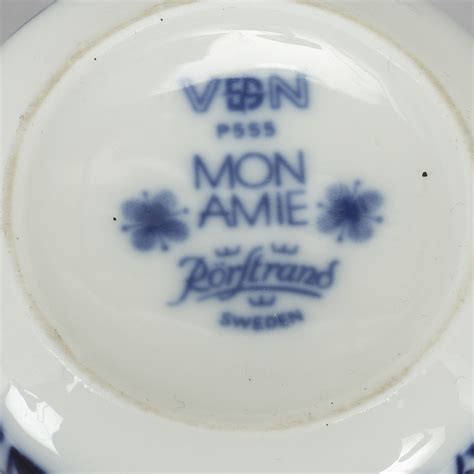 VDN
P555
MON
AMIE
Rörstrand
SWEDEN